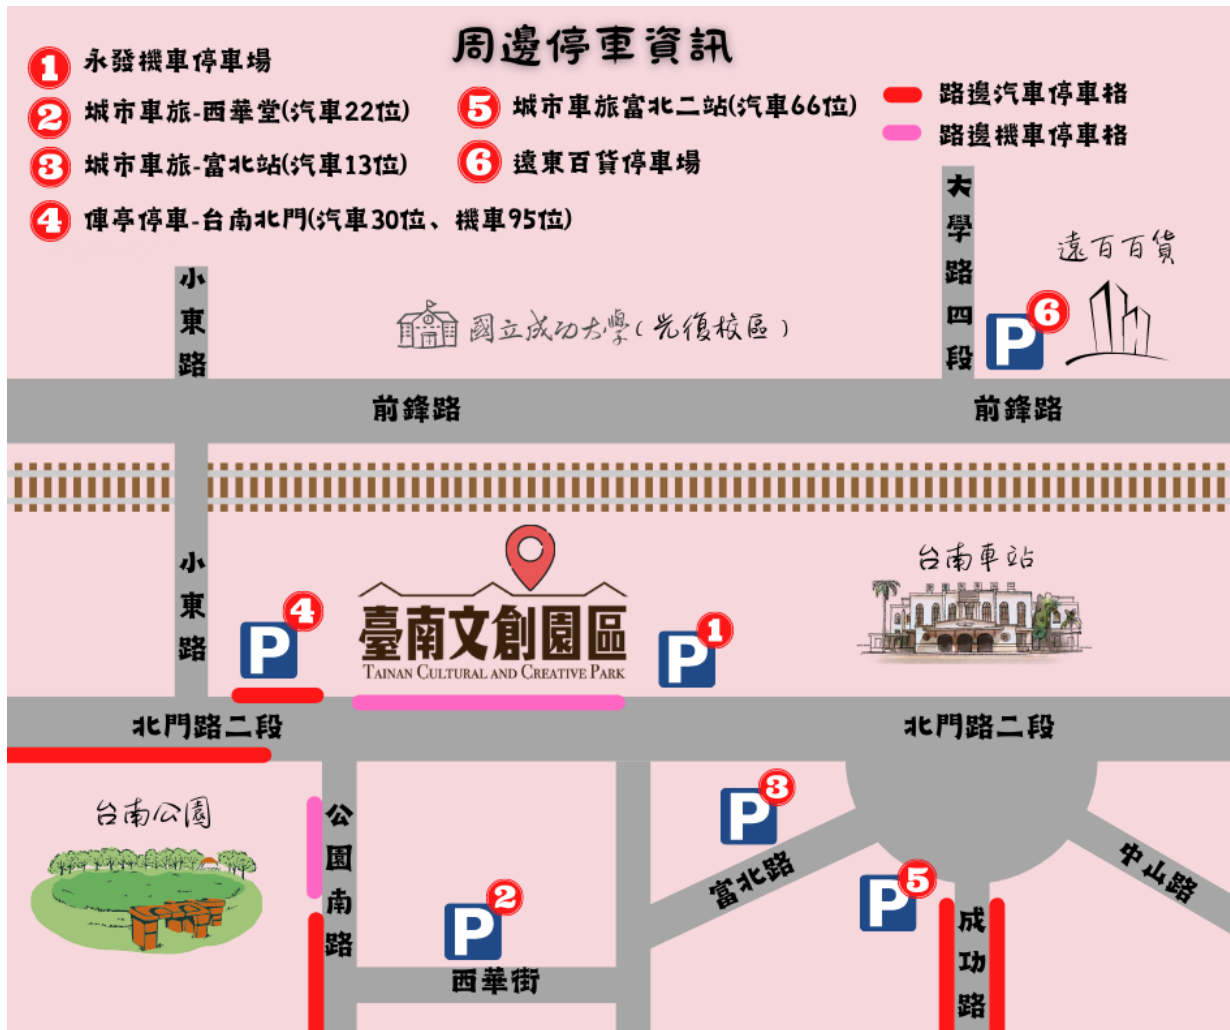 周邊停車資訊
1 永發機車停車場
2 城市車旅-西華堂(汽車22位)
3 城市車旅-富北站(汽車13位)
4 俥亭停車-台南北門(汽車30位、機車95位)
5 城市車旅富北二站(汽車66位)
6 遠東百貨停車場
路邊汽車停車格
路邊機車停車格
大學路四段
遠百百貨
P 6
小東路
國立成功大學(光復校區)
前鋒路
前鋒路
小東路
P 4
臺南文創園區
TAINAN CULTURAL AND CREATIVE PARK
P 1
台南車站
北門路二段
北門路二段
台南公園
公園南路
P 2
西華街
P 3
富北路
P 5
成功路
中山路